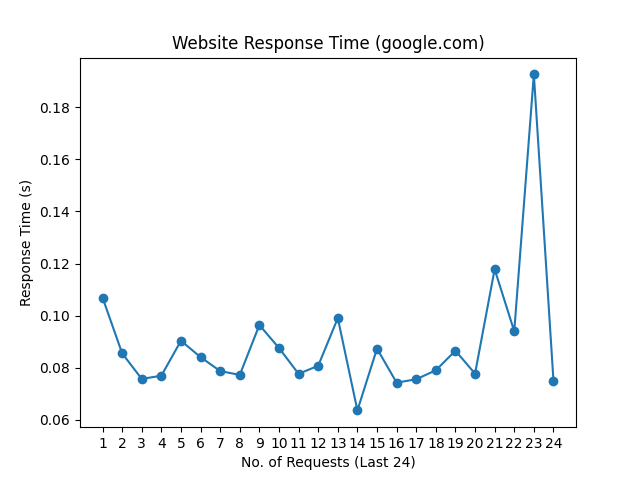 Website Response Time (google.com)
0.18
0.16
0.14
0.12
0.10
0.08
0.06
Response Time (s)
1 2 3 4 5 6 7 8 9 10 11 12 13 14 15 16 17 18 19 20 21 22 23 24
No. of Requests (Last 24)